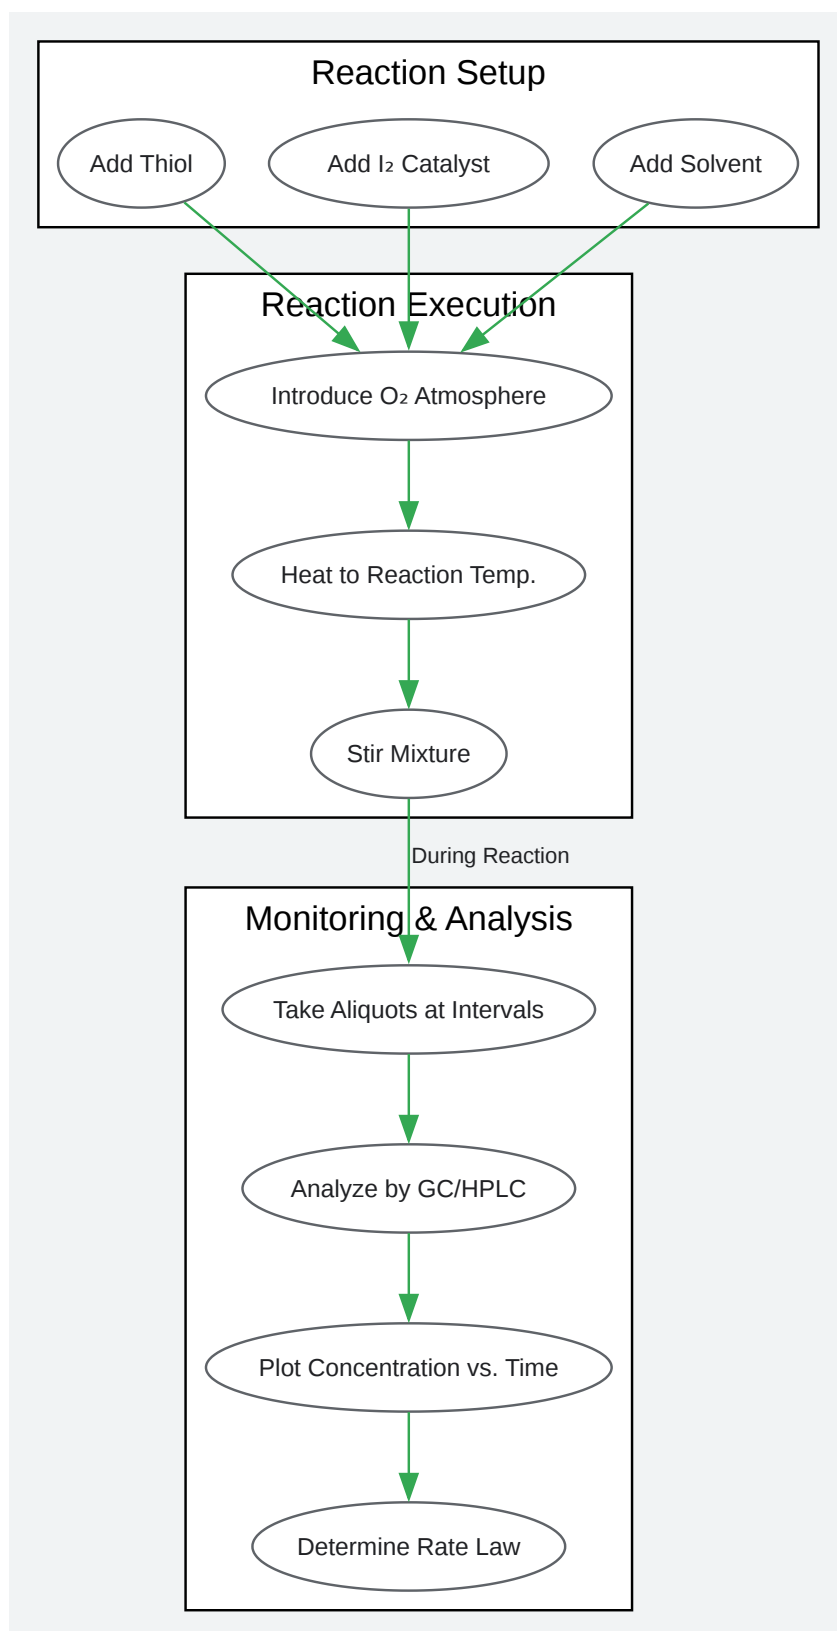 Reaction Setup
Add Thiol
Add I₂ Catalyst
Add Solvent
Reaction Execution
Introduce O₂ Atmosphere
Heat to Reaction Temp.
Stir Mixture
During Reaction
Monitoring & Analysis
Take Aliquots at Intervals
Analyze by GC/HPLC
Plot Concentration vs. Time
Determine Rate Law